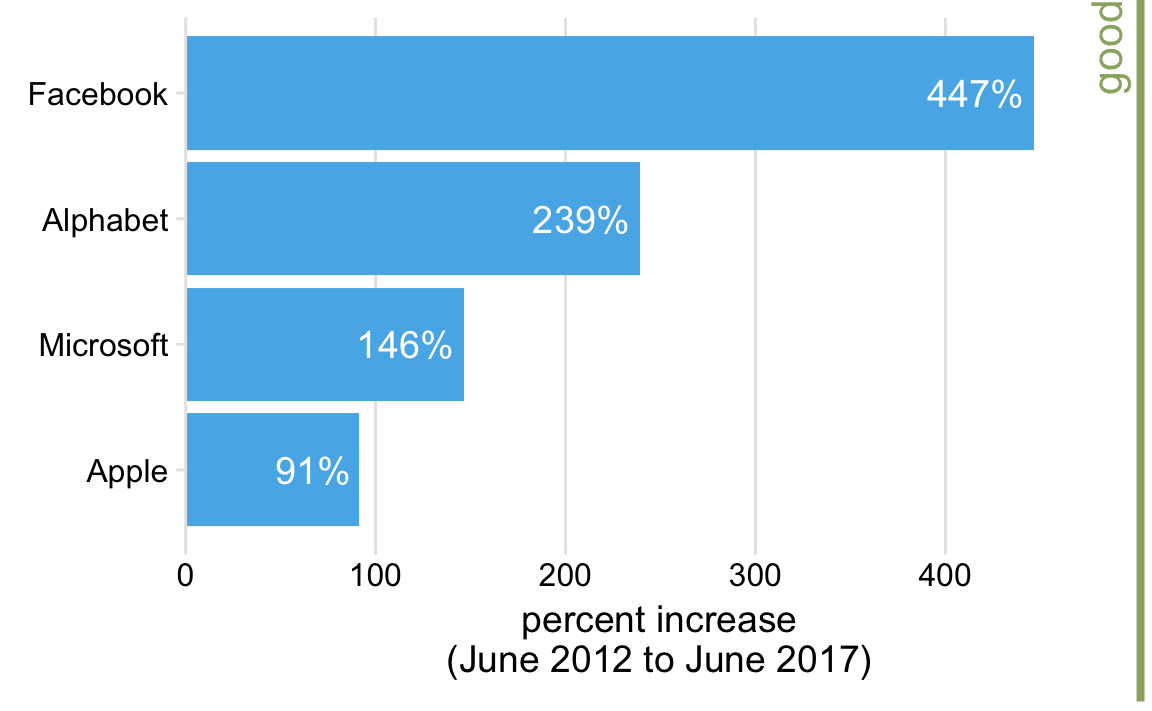 good
Facebook
447%
Alphabet
239%
Microsoft
146%
Apple
91%
0 100 200 300 400
percent increase
(June 2012 to June 2017)